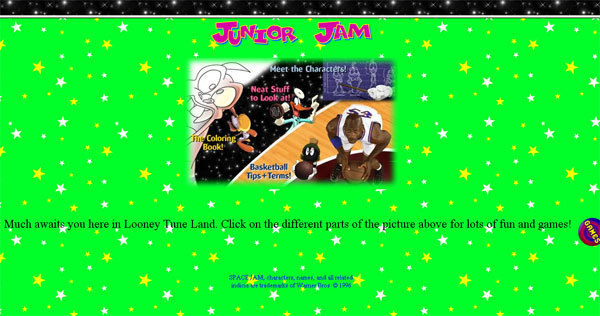 JUNIOR JAM
Meet the Characters!
Neat Stuff
to Look at!
The Coloring
Book!
Basketball
Tips+Terms!
Much awaits you here in Looney Tune Land. Click on the different parts of the picture above for lots of fun and games!
GAMES
SPACE JAM, characters, names, and all related
indicia are trademarks of Warner Bros. © 1996